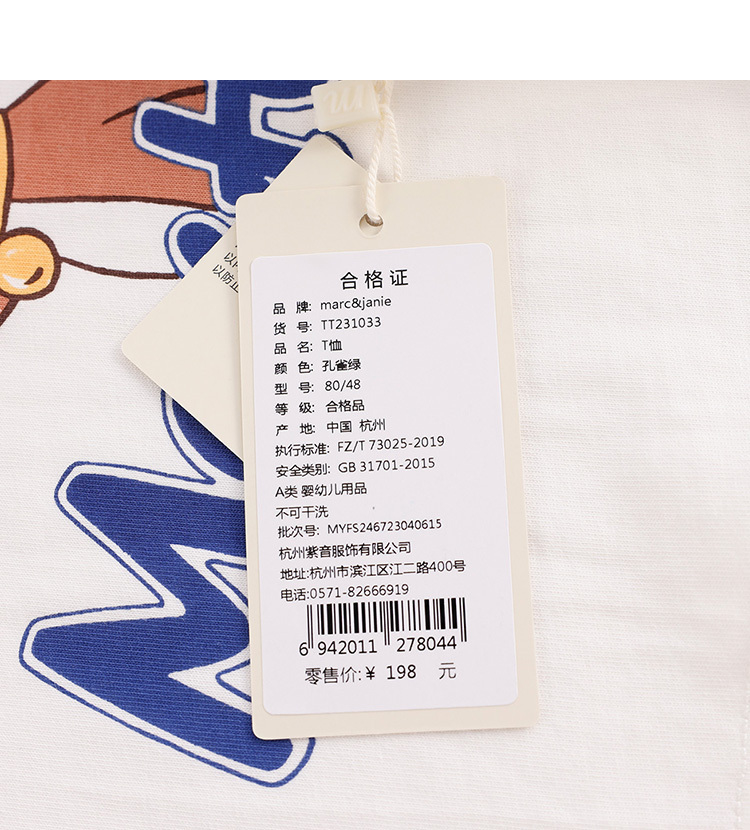 合格证
品 牌: marc&janie
货 号: TT231033
品 名: T恤
颜 色: 孔雀绿
型 号: 80/48
等 级: 合格品
产 地: 中国 杭州
执行标准: FZ/T 73025-2019
安全类别: GB 31701-2015
A类 婴幼儿用品
不可干洗
批次号: MYFS246723040615
杭州紫音服饰有限公司
地址:杭州市滨江区江二路400号
电话:0571-82666919
6 942011 278044
零售价:¥ 198 元
以防止